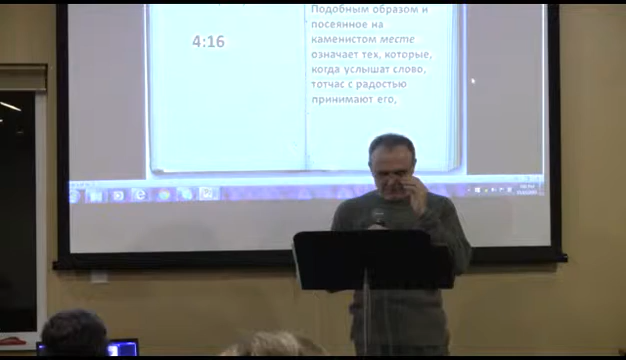 Подобным образом и
посеянное на
4:16
каменистом месте
означает тех, которые,
когда услышат слово,
тотчас с радостью
принимают его,